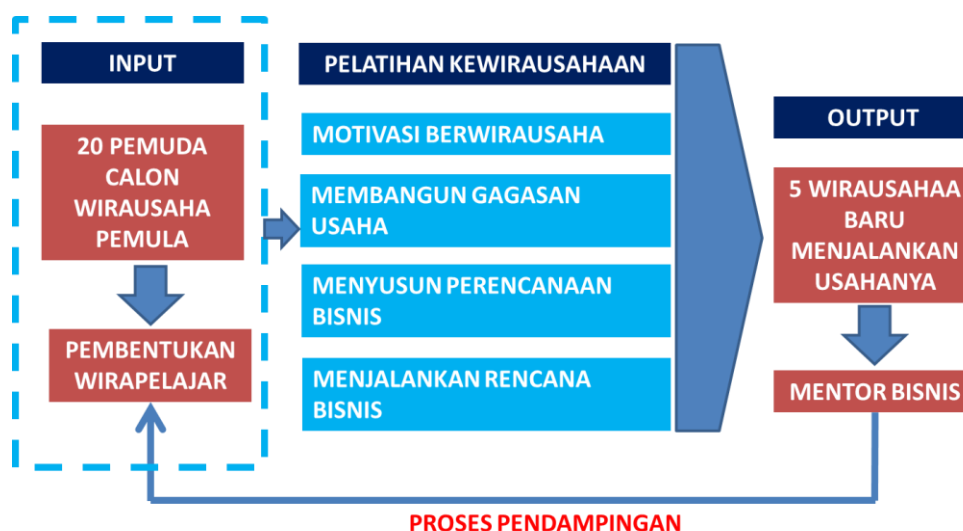 INPUT
20 PEMUDA
CALON
WIRAUSAHA
PEMULA
PEMBENTUKAN
WIRAPELAJAR
PELATIHAN KEWIRAUSAHAAN
MOTIVASI BERWIRAUSAHA
MEMBANGUN GAGASAN
USAHA
MENYUSUN PERENCANAAN
BISNIS
MENJALANKAN RENCANA
BISNIS
OUTPUT
5 WIRAUSAHAA
BARU
MENJALANKAN
USAHANYA
MENTOR BISNIS
PROSES PENDAMPINGAN